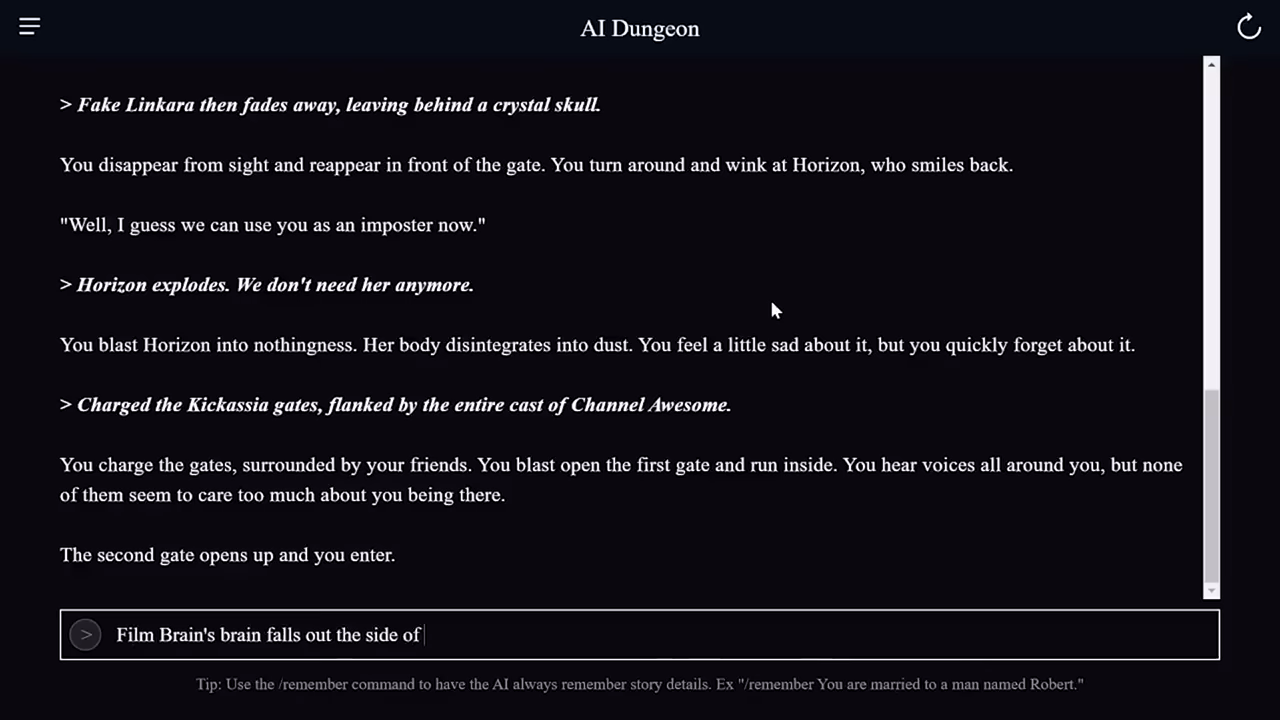 AI Dungeon
> Fake Linkara then fades away, leaving behind a crystal skull.
You disappear from sight and reappear in front of the gate. You turn around and wink at Horizon, who smiles back.
"Well, I guess we can use you as an imposter now."
> Horizon explodes. We don't need her anymore.
You blast Horizon into nothingness. Her body disintegrates into dust. You feel a little sad about it, but you quickly forget about it.
> Charged the Kickassia gates, flanked by the entire cast of Channel Awesome.
You charge the gates, surrounded by your friends. You blast open the first gate and run inside. You hear voices all around you, but none
of them seem to care too much about you being there.
The second gate opens up and you enter.
> Film Brain's brain falls out the side of
Tip: Use the /remember command to have the AI always remember story details. Ex "/remember You are married to a man named Robert."